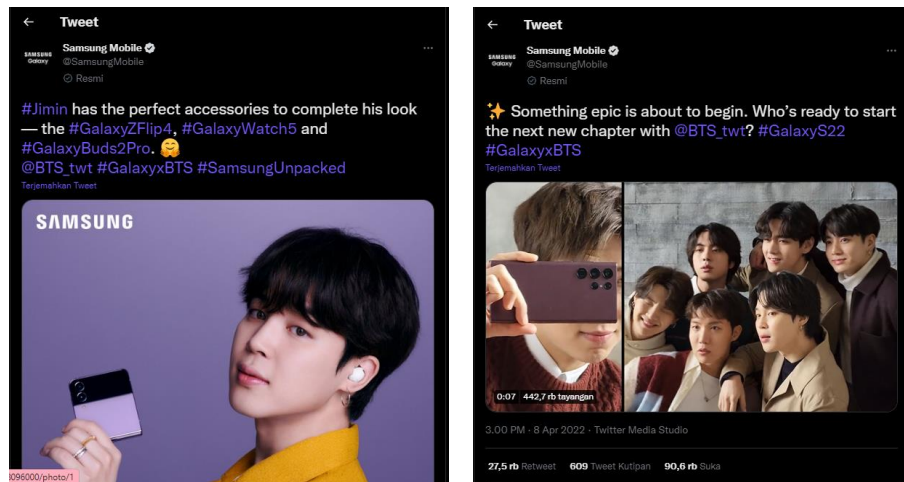 ← Tweet
SAMSUNG
Galaxy
Samsung Mobile
@SamsungMobile
Resmi
#Jimin has the perfect accessories to complete his look
— the #GalaxyZFlip4, #GalaxyWatch5 and
#GalaxyBuds2Pro. 🤗
@BTS_twt #GalaxyxBTS #SamsungUnpacked
Terjemahkan Tweet
SAMSUNG
0096000/photo/1
← Tweet
SAMSUNG
Galaxy
Samsung Mobile
@SamsungMobile
Resmi
✨ Something epic is about to begin. Who's ready to start
the next new chapter with @BTS_twt? #GalaxyS22
#GalaxyxBTS
Terjemahkan Tweet
0:07 442,7 rb tayangan
3.00 PM · 8 Apr 2022 · Twitter Media Studio
27,5 rb Retweet 609 Tweet Kutipan 90,6 rb Suka